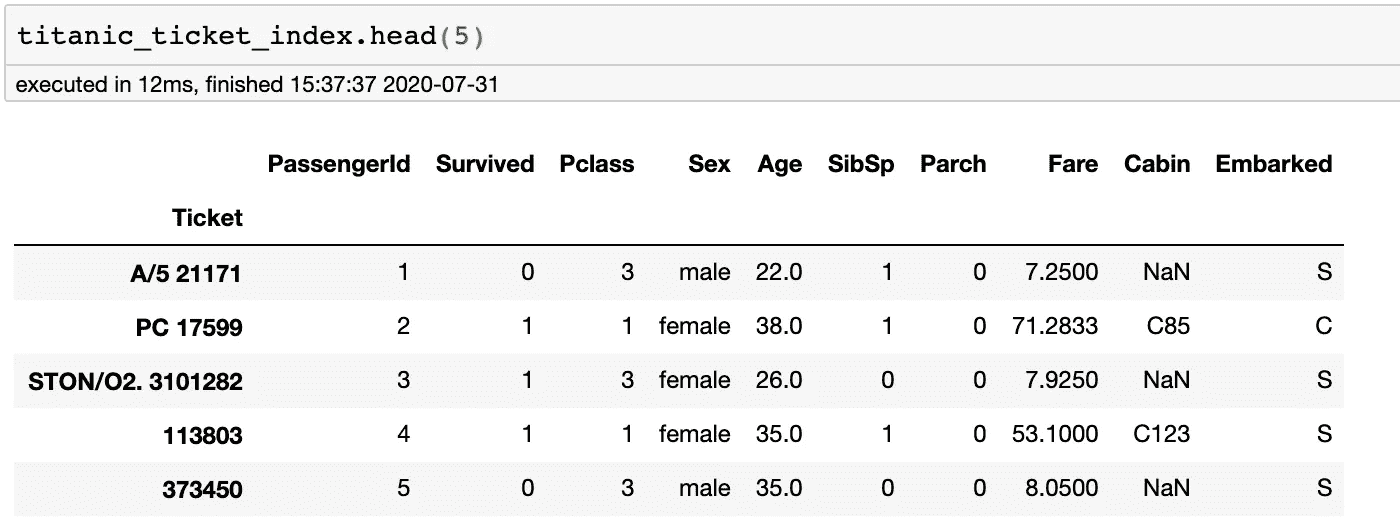 titanic_ticket_index.head(5)
executed in 12ms, finished 15:37:37 2020-07-31
PassengerId Survived Pclass Sex Age SibSp Parch Fare Cabin Embarked
Ticket
A/5 21171 1 0 3 male 22.0 1 0 7.2500 NaN S
PC 17599 2 1 1 female 38.0 1 0 71.2833 C85 C
STON/O2. 3101282 3 1 3 female 26.0 0 0 7.9250 NaN S
113803 4 1 1 female 35.0 1 0 53.1000 C123 S
373450 5 0 3 male 35.0 0 0 8.0500 NaN S